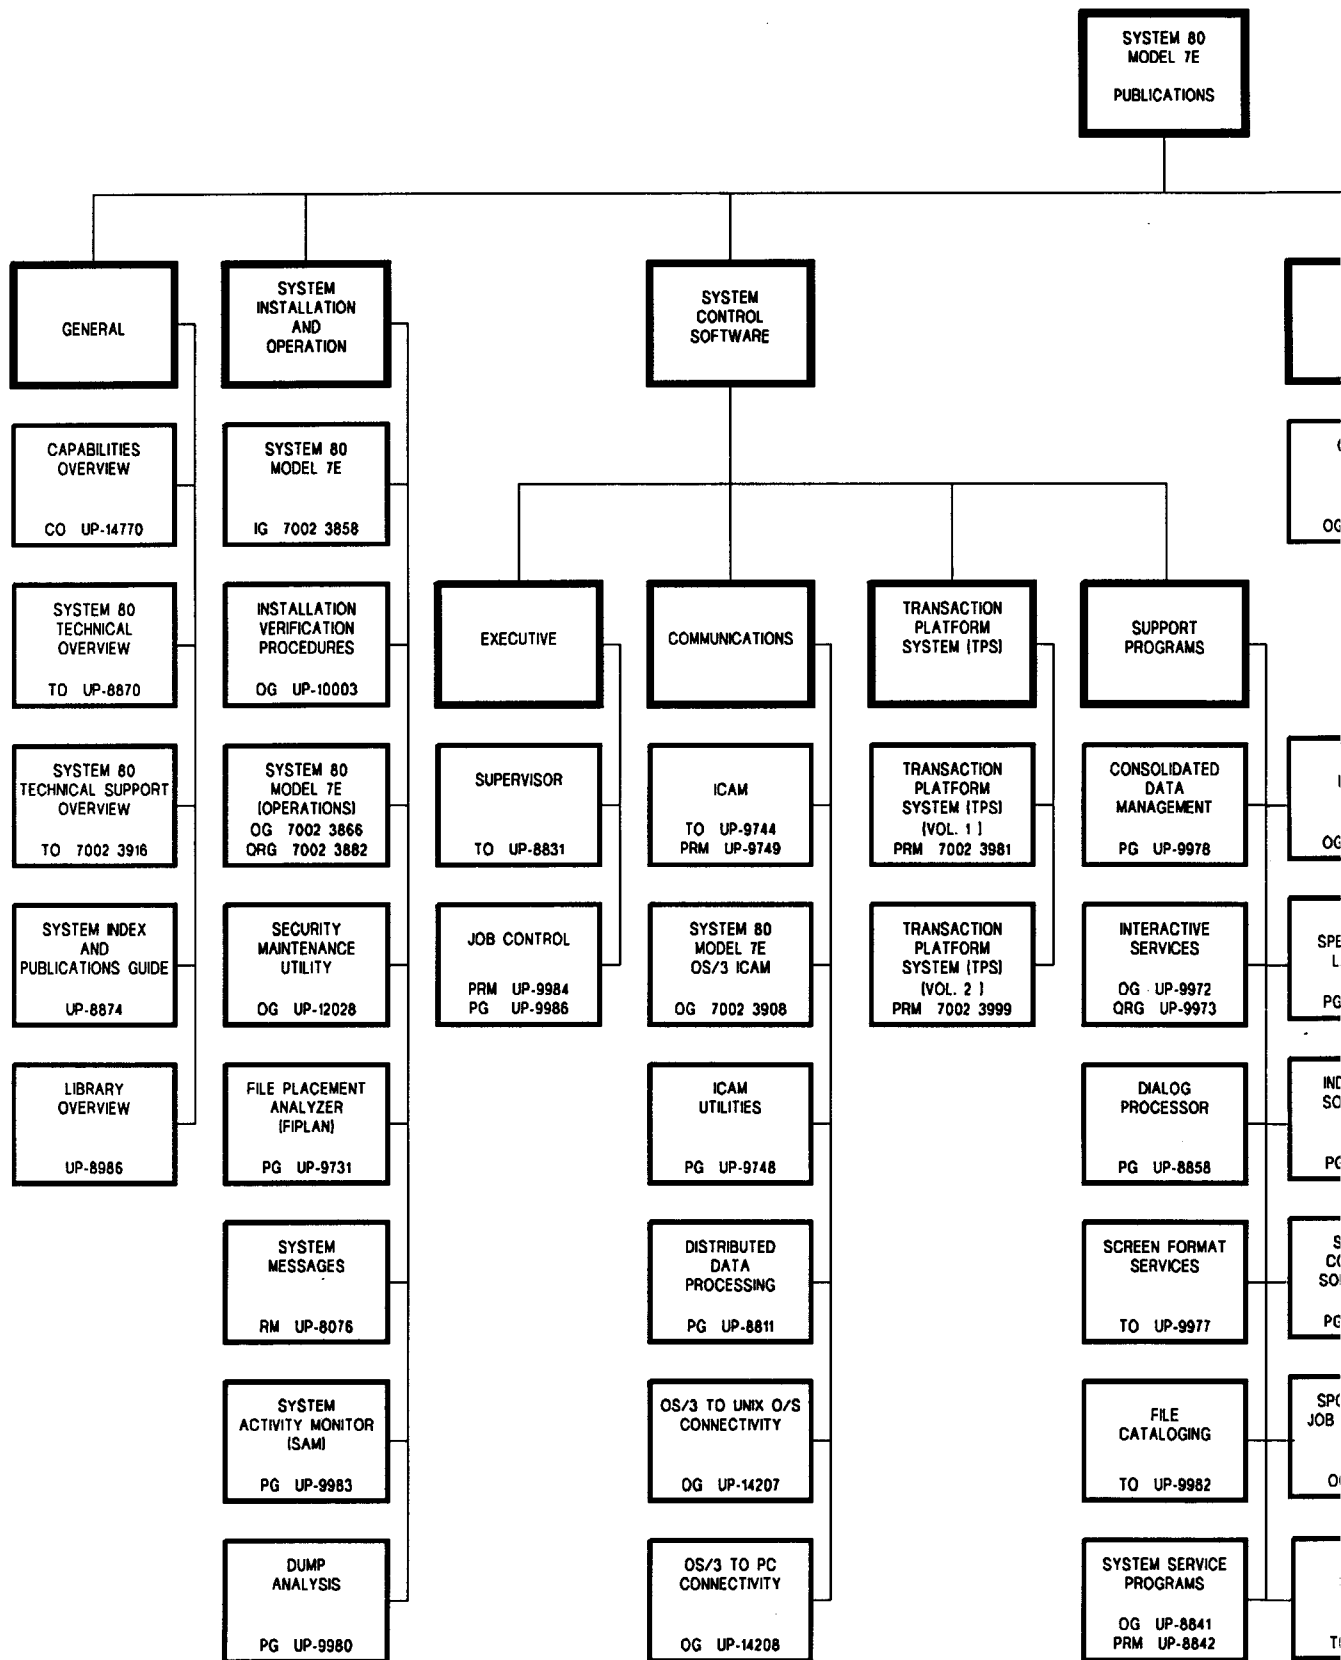 SYSTEM 80
MODEL 7E
PUBLICATIONS
GENERAL
CAPABILITIES
OVERVIEW
CO UP-14770
SYSTEM 80
TECHNICAL
OVERVIEW
TO UP-8870
SYSTEM 80
TECHNICAL SUPPORT
OVERVIEW
TO 7002 3916
SYSTEM INDEX
AND
PUBLICATIONS GUIDE
UP-8874
LIBRARY
OVERVIEW
UP-8986
SYSTEM
INSTALLATION
AND
OPERATION
SYSTEM 80
MODEL 7E
IG 7002 3858
INSTALLATION
VERIFICATION
PROCEDURES
OG UP-10003
SYSTEM 80
MODEL 7E
(OPERATIONS)
OG 7002 3866
QRG 7002 3882
SECURITY
MAINTENANCE
UTILITY
OG UP-12028
FILE PLACEMENT
ANALYZER
(FIPLAN)
PG UP-9731
SYSTEM
MESSAGES
RM UP-8076
SYSTEM
ACTIVITY MONITOR
(SAM)
PG UP-9983
DUMP
ANALYSIS
PG UP-9980
SYSTEM
CONTROL
SOFTWARE
EXECUTIVE
SUPERVISOR
TO UP-8831
JOB CONTROL
PRM UP-9984
PG UP-9986
COMMUNICATIONS
ICAM
TO UP-9744
PRM UP-9749
SYSTEM 80
MODEL 7E
OS/3 ICAM
OG 7002 3908
ICAM
UTILITIES
PG UP-9748
DISTRIBUTED
DATA
PROCESSING
PG UP-8811
OS/3 TO UNIX O/S
CONNECTIVITY
OG UP-14207
OS/3 TO PC
CONNECTIVITY
OG UP-14208
TRANSACTION
PLATFORM
SYSTEM (TPS)
TRANSACTION
PLATFORM
SYSTEM (TPS)
(VOL. 1 )
PRM 7002 3981
TRANSACTION
PLATFORM
SYSTEM (TPS)
(VOL. 2 )
PRM 7002 3999
SUPPORT
PROGRAMS
CONSOLIDATED
DATA
MANAGEMENT
PG UP-9978
INTERACTIVE
SERVICES
OG UP-9972
QRG UP-9973
DIALOG
PROCESSOR
PG UP-8858
SCREEN FORMAT
SERVICES
TO UP-9977
FILE
CATALOGING
TO UP-9982
SYSTEM SERVICE
PROGRAMS
OG UP-8841
PRM UP-8842
OG
OG
SPE
L
PG
IND
SO
PG
S
SO
PG
JOB